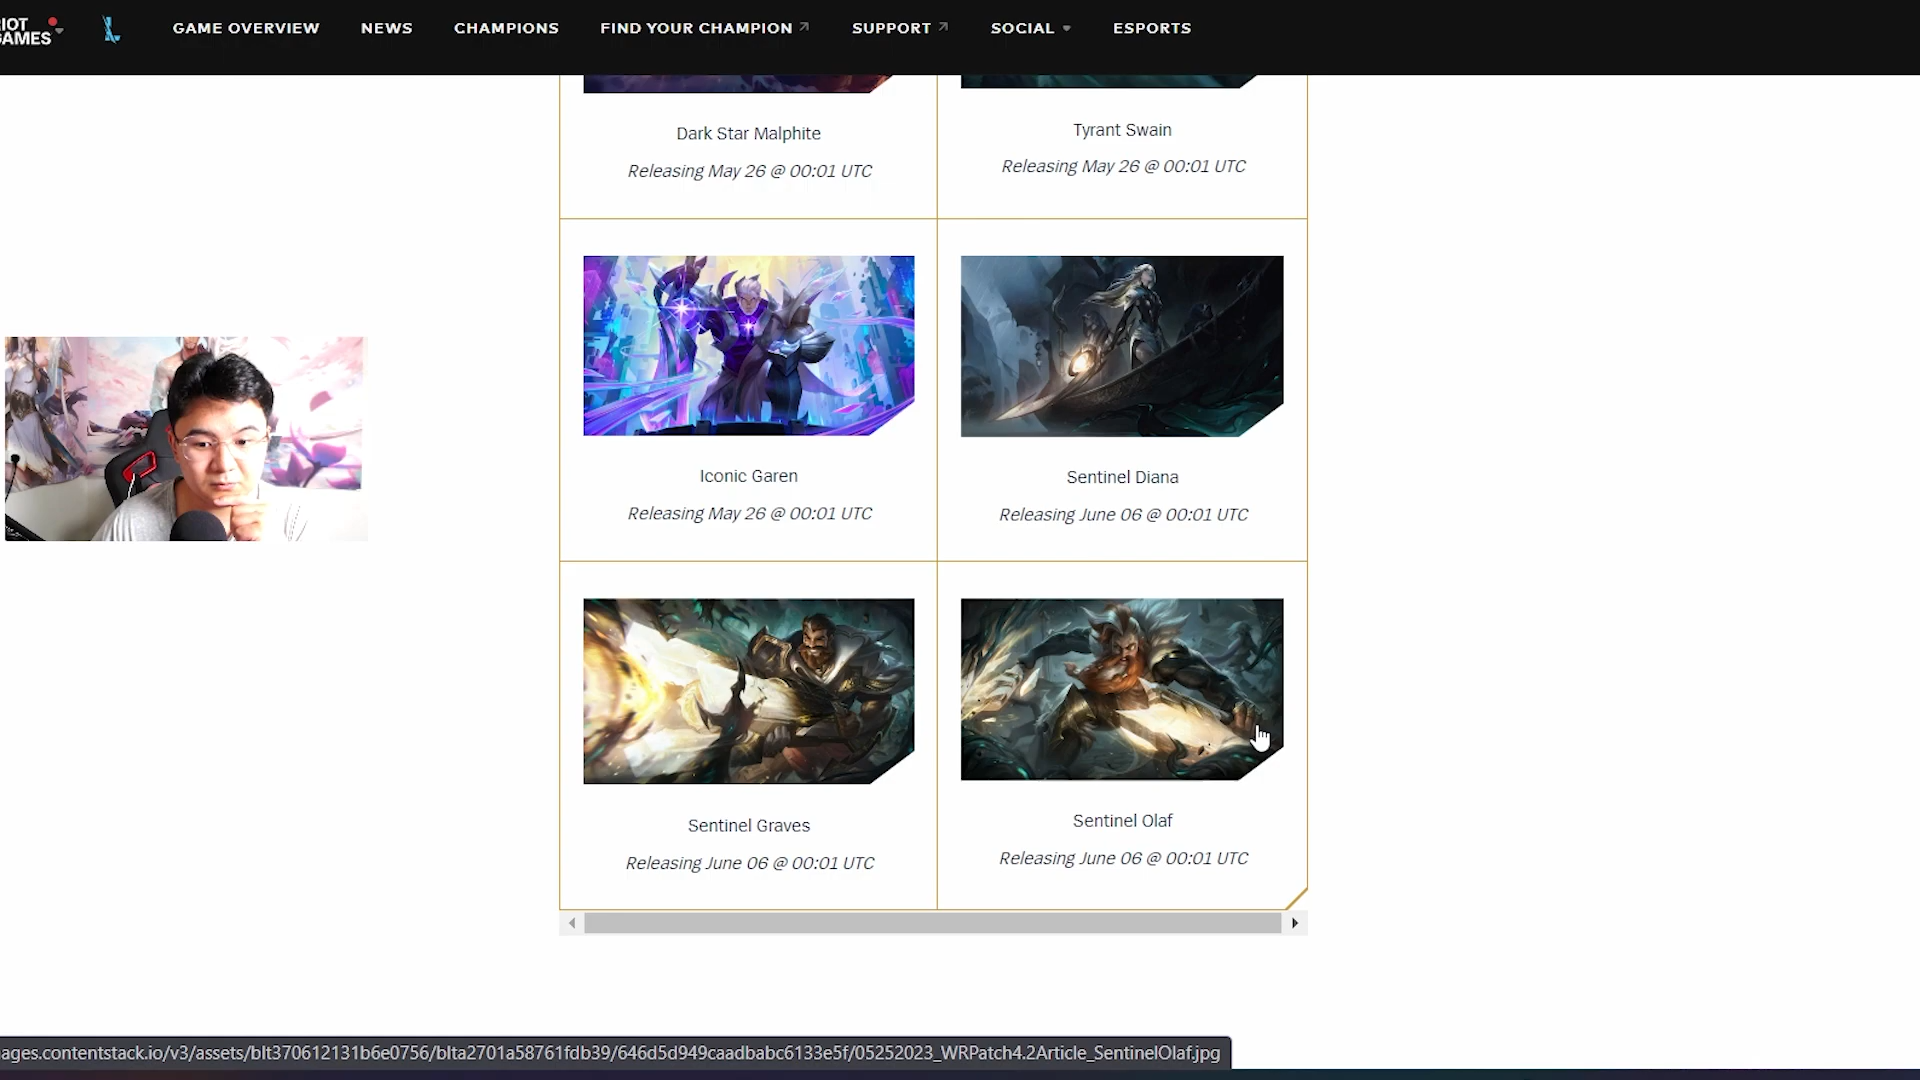 RIOT
GAMES
GAME OVERVIEW
NEWS
CHAMPIONS
FIND YOUR CHAMPION
SUPPORT
SOCIAL
ESPORTS
Dark Star Malphite
Releasing May 26 @ 00:01 UTC
Tyrant Swain
Releasing May 26 @ 00:01 UTC
Iconic Garen
Releasing May 26 @ 00:01 UTC
Sentinel Diana
Releasing June 06 @ 00:01 UTC
Sentinel Graves
Releasing June 06 @ 00:01 UTC
Sentinel Olaf
Releasing June 06 @ 00:01 UTC
ages.contentstack.io/v3/assets/blt370612131b6e0756/blta2701a58761fdb39/646d5d949caadbabc6133e5f/05252023_WRPatch4.2Article_SentinelOlaf.jpg